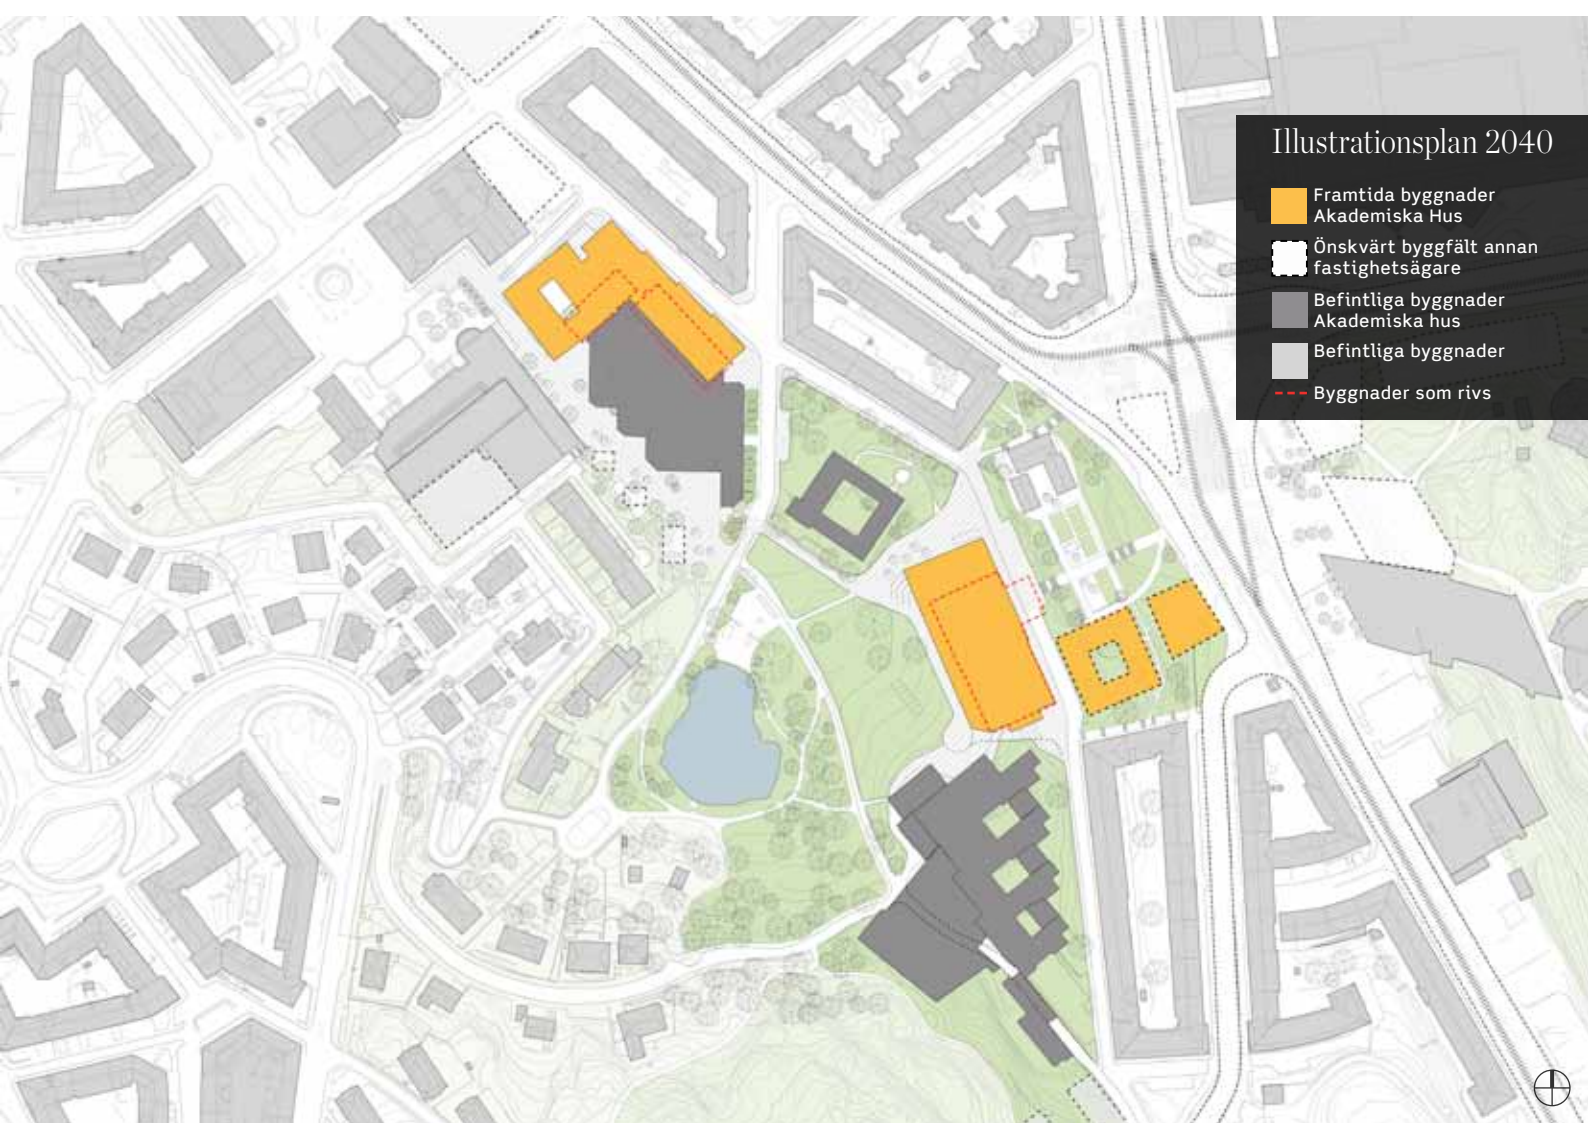 Illustrationsplan 2040
Framtida byggnader
Akademiska Hus
Önskvärt byggfält annan
fastighetsägare
Befintliga byggnader
Akademiska hus
Befintliga byggnader
Byggnader som rivs